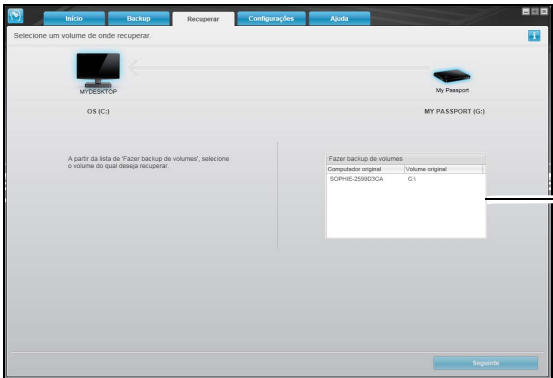 Início Backup Recuperar Configurações Ajuda
Selecione um volume de onde recuperar.
MYDESKTOP
My Passport
OS (C:)
MY PASSPORT (G:)
A partir da lista de 'Fazer backup de volumes', selecione
o volume do qual deseja recuperar.
Fazer backup de volumes
Computador original Volume original
SOPHIE-2599D3CA G:\
Seguinte